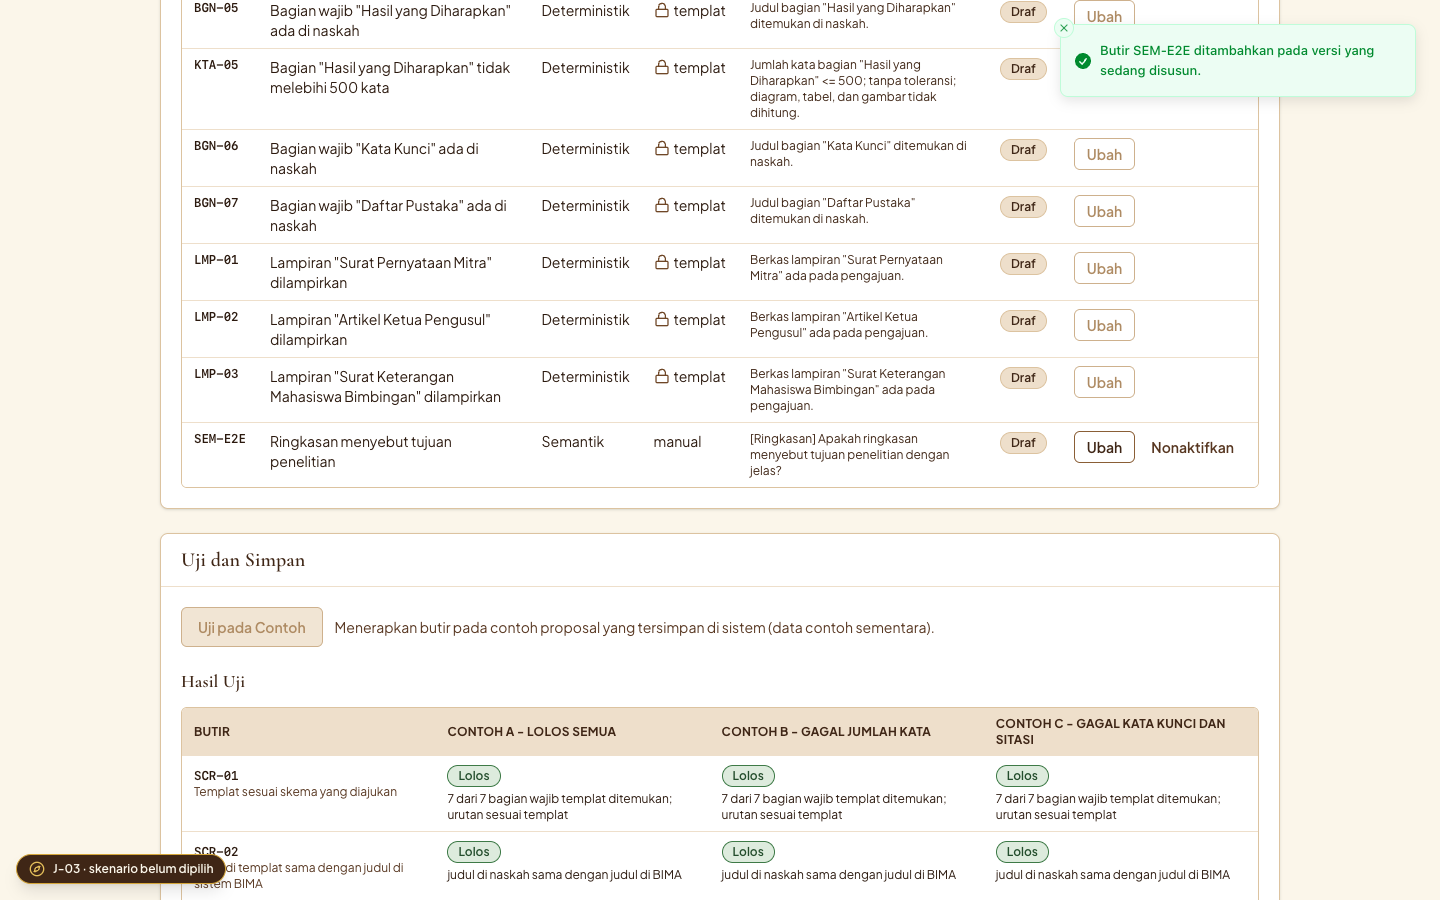 BGN-05
Bagian wajib "Hasil yang Diharapkan"
ada di naskah
Deterministik
templat
Judul bagian "Hasil yang Diharapkan"
ditemukan di naskah.
Draf
Ubah
Butir SEM-E2E ditambahkan pada versi yang
sedang disusun.
KTA-05
Bagian "Hasil yang Diharapkan" tidak
melebihi 500 kata
Deterministik
templat
Jumlah kata bagian "Hasil yang
Diharapkan" <= 500; tanpa toleransi;
diagram, tabel, dan gambar tidak
dihitung.
Draf
BGN-06
Bagian wajib "Kata Kunci" ada di
naskah
Deterministik
templat
Judul bagian "Kata Kunci" ditemukan di
naskah.
Draf
Ubah
BGN-07
Bagian wajib "Daftar Pustaka" ada di
naskah
Deterministik
templat
Judul bagian "Daftar Pustaka"
ditemukan di naskah.
Draf
Ubah
LMP-01
Lampiran "Surat Pernyataan Mitra"
dilampirkan
Deterministik
templat
Berkas lampiran "Surat Pernyataan
Mitra" ada pada pengajuan.
Draf
Ubah
LMP-02
Lampiran "Artikel Ketua Pengusul"
dilampirkan
Deterministik
templat
Berkas lampiran "Artikel Ketua
Pengusul" ada pada pengajuan.
Draf
Ubah
LMP-03
Lampiran "Surat Keterangan
Mahasiswa Bimbingan" dilampirkan
Deterministik
templat
Berkas lampiran "Surat Keterangan
Mahasiswa Bimbingan" ada pada
pengajuan.
Draf
Ubah
SEM-E2E
Ringkasan menyebut tujuan
penelitian
Semantik
manual
[Ringkasan] Apakah ringkasan
menyebut tujuan penelitian dengan
jelas?
Draf
Ubah
Nonaktifkan
Uji dan Simpan
Uji pada Contoh
Menerapkan butir pada contoh proposal yang tersimpan di sistem (data contoh sementara).
Hasil Uji
BUTIR
CONTOH A - LOLOS SEMUA
CONTOH B - GAGAL JUMLAH KATA
CONTOH C - GAGAL KATA KUNCI DAN
SITASI
SCR-01
Templat sesuai skema yang diajukan
Lolos
7 dari 7 bagian wajib templat ditemukan;
urutan sesuai templat
Lolos
7 dari 7 bagian wajib templat ditemukan;
urutan sesuai templat
Lolos
7 dari 7 bagian wajib templat ditemukan;
urutan sesuai templat
SCR-02
di templat sama dengan judul di
sistem BIMA
Lolos
judul di naskah sama dengan judul di BIMA
Lolos
judul di naskah sama dengan judul di BIMA
Lolos
judul di naskah sama dengan judul di BIMA
J-03 · skenario belum dipilih